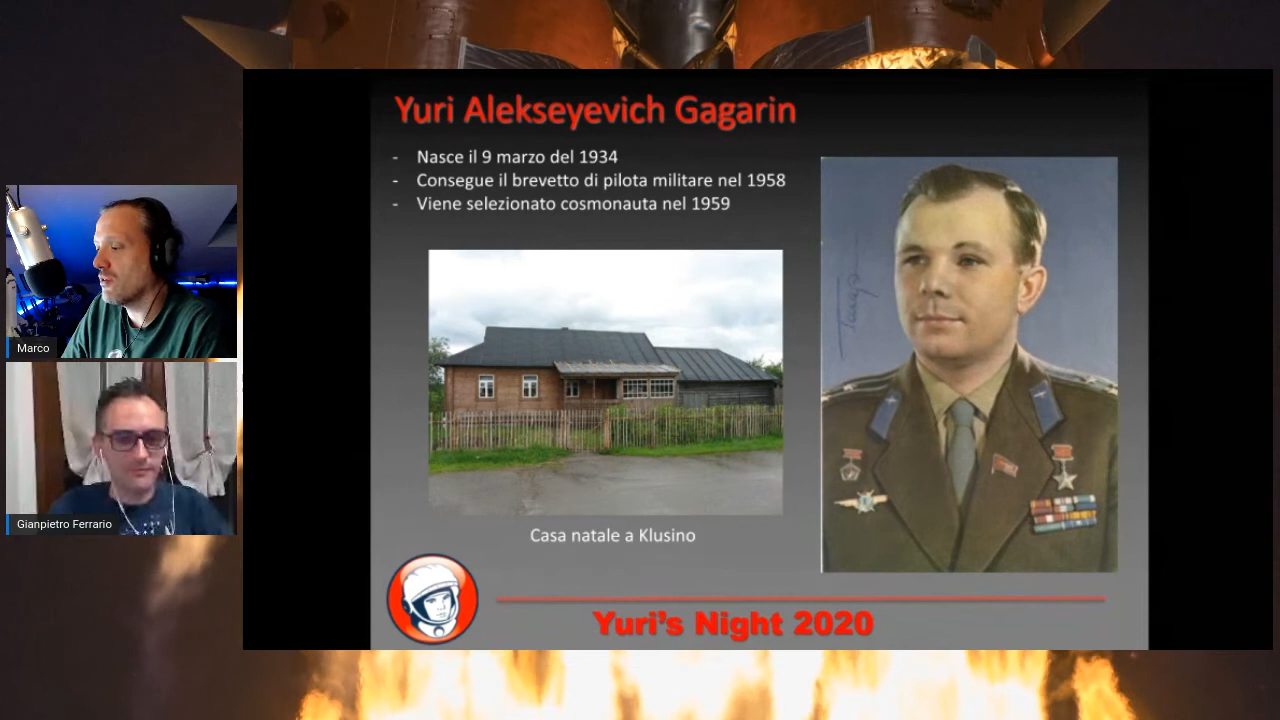 Yuri Alekseyevich Gagarin
- Nasce il 9 marzo del 1934
- Consegue il brevetto di pilota militare nel 1958
- Viene selezionato cosmonauta nel 1959
Casa natale a Klusino
Yuri's Night 2020
Marco
Gianpietro Ferrario